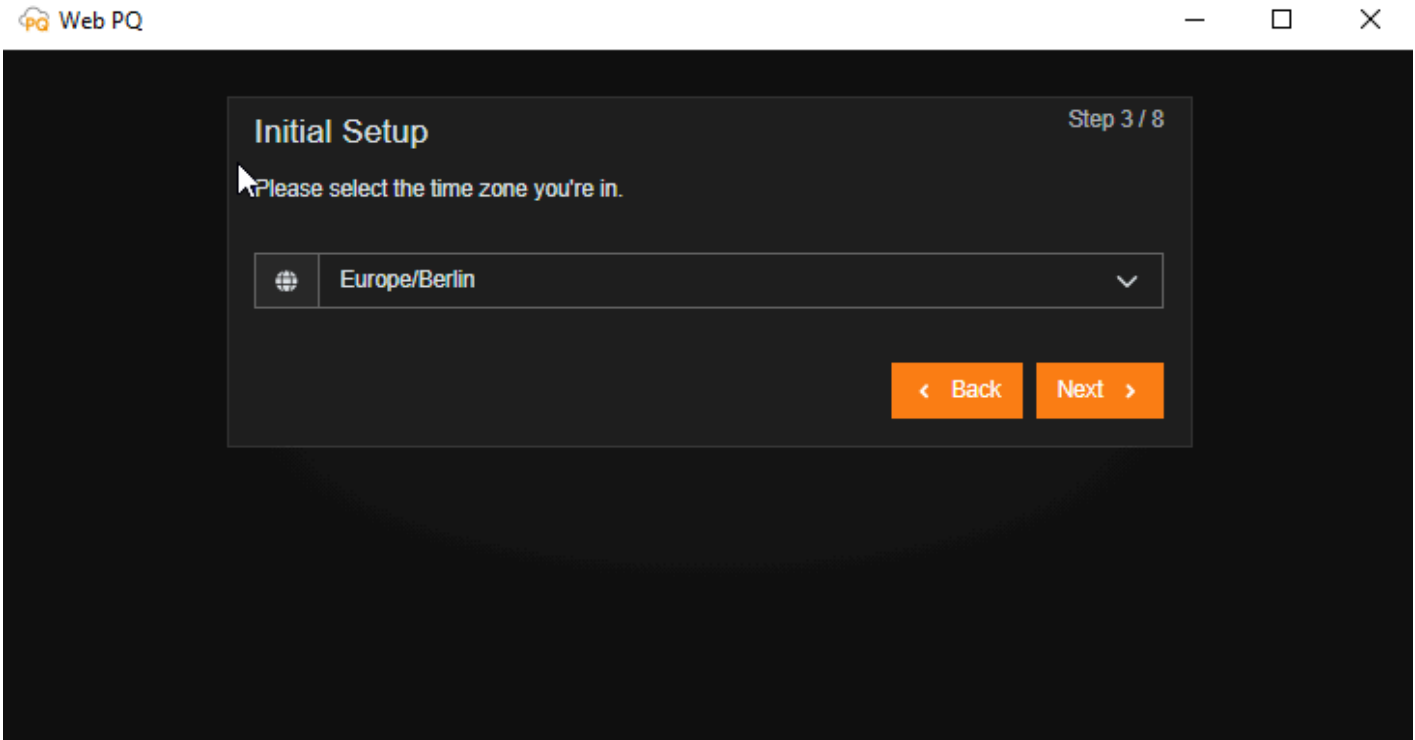 PQ Web PQ
Initial Setup
Step 3 / 8
Please select the time zone you're in.
Europe/Berlin
Back
Next